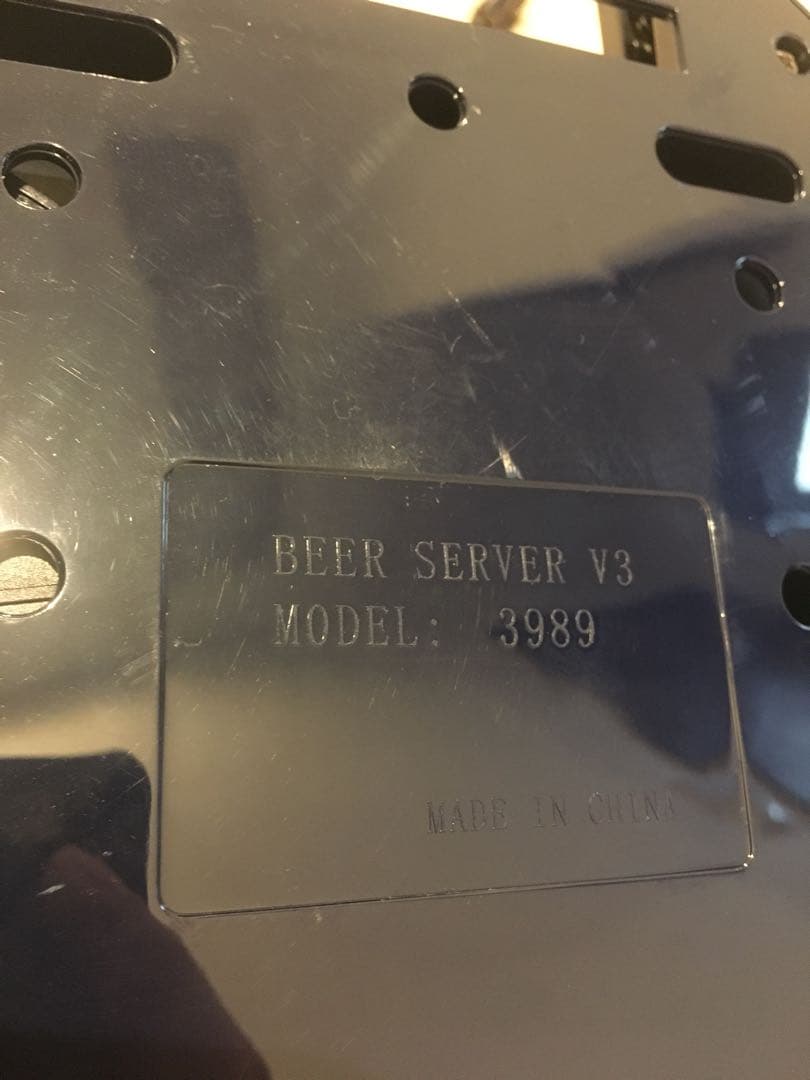 BEER SERVER V3
MODEL: 3989
MADE IN CHINA